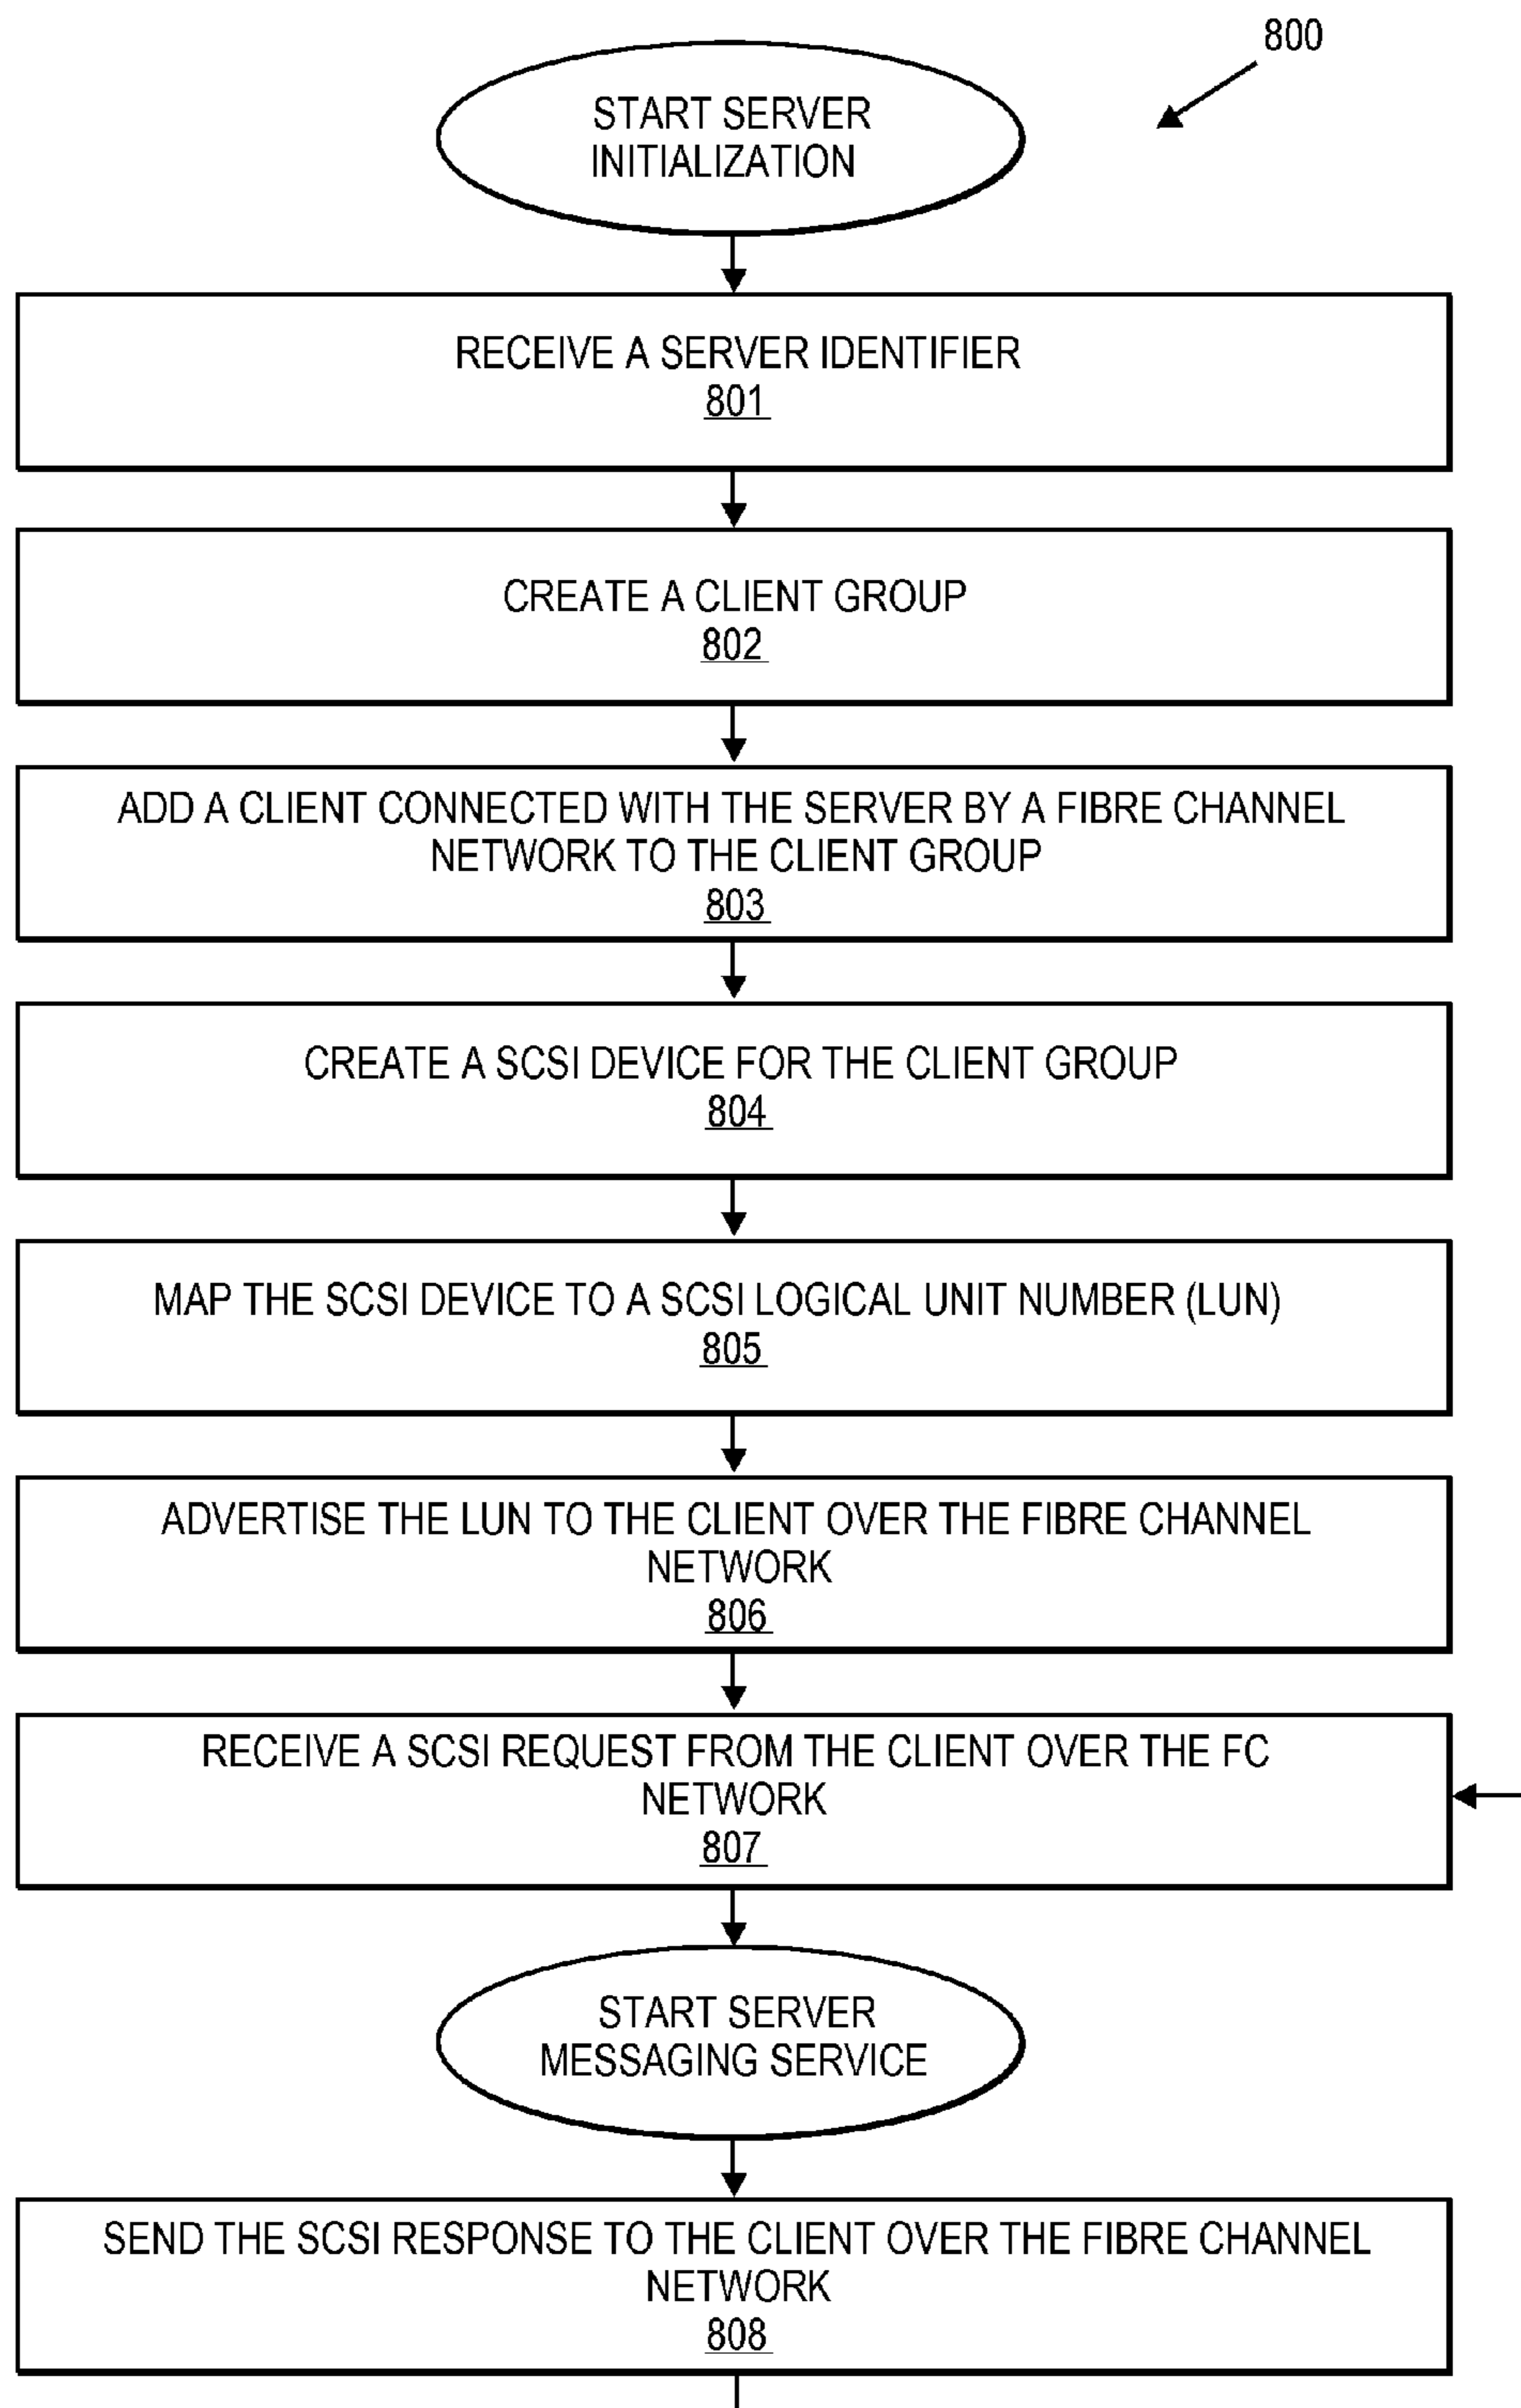 800
START SERVER
INITIALIZATION
RECEIVE A SERVER IDENTIFIER
801
CREATE A CLIENT GROUP
802
ADD A CLIENT CONNECTED WITH THE SERVER BY A FIBRE CHANNEL
NETWORK TO THE CLIENT GROUP
803
CREATE A SCSI DEVICE FOR THE CLIENT GROUP
804
MAP THE SCSI DEVICE TO A SCSI LOGICAL UNIT NUMBER (LUN)
805
ADVERTISE THE LUN TO THE CLIENT OVER THE FIBRE CHANNEL
NETWORK
806
RECEIVE A SCSI REQUEST FROM THE CLIENT OVER THE FC
NETWORK
807
START SERVER
MESSAGING SERVICE
SEND THE SCSI RESPONSE TO THE CLIENT OVER THE FIBRE CHANNEL
NETWORK
808